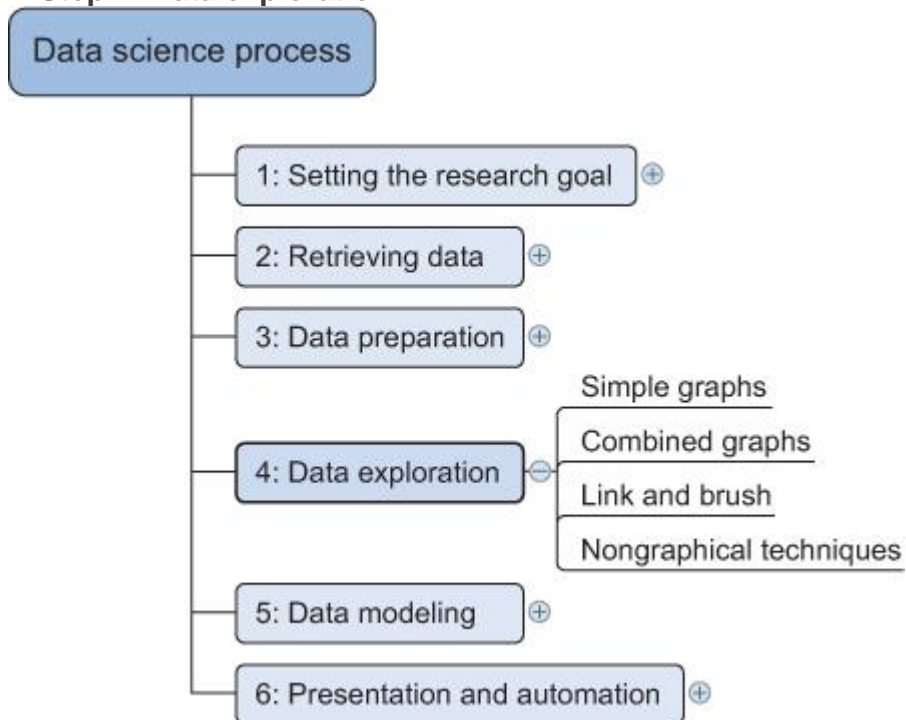 Data science process
1: Setting the research goal
2: Retrieving data
3: Data preparation
4: Data exploration
Simple graphs
Combined graphs
Link and brush
Nongraphical techniques
5: Data modeling
6: Presentation and automation